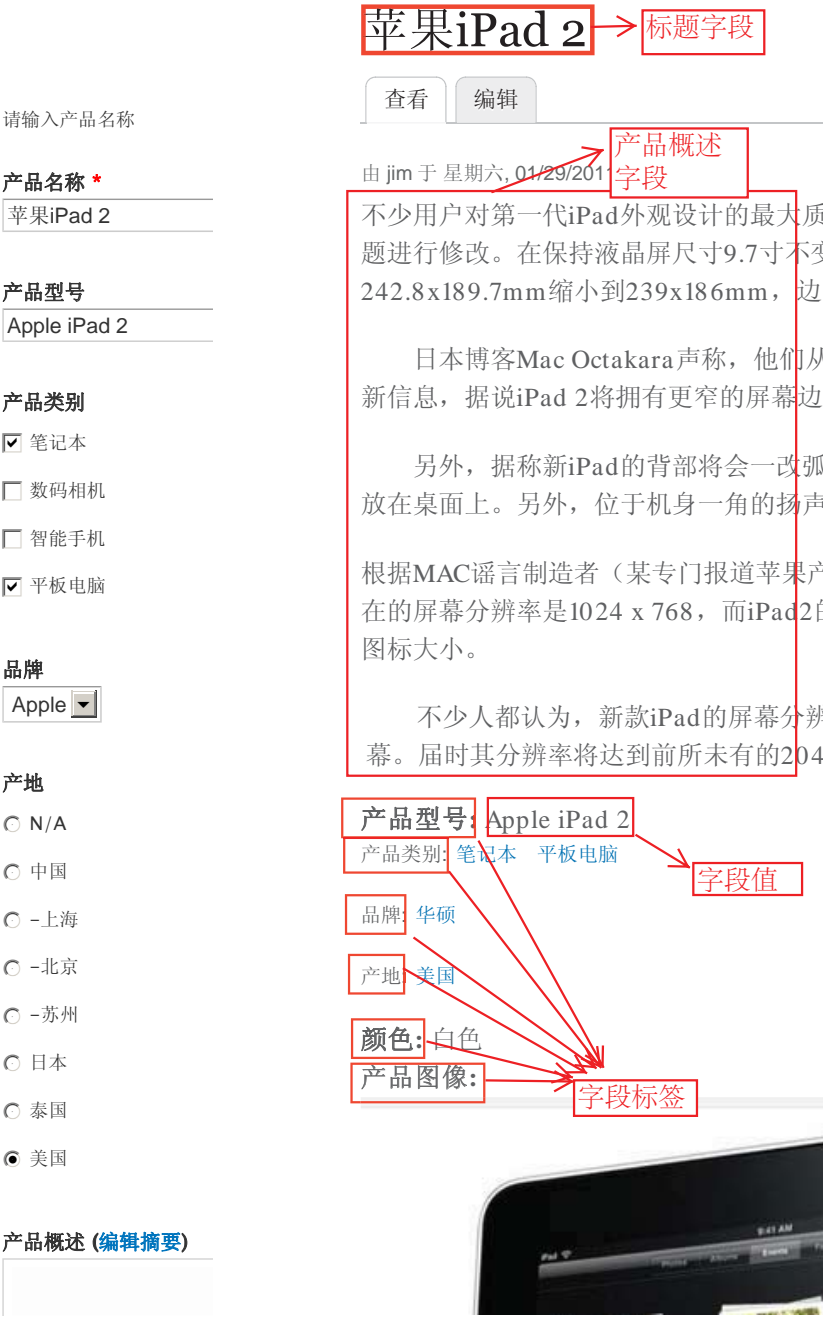 请输入产品名称
产品名称 *
苹果iPad 2
产品型号
Apple iPad 2
产品类别
笔记本
数码相机
智能手机
平板电脑
品牌
Apple
产地
N/A
中国
-上海
-北京
-苏州
日本
泰国
美国
产品概述 (编辑摘要)
苹果iPad 2
标题字段
查看
编辑
产品概述
字段
由 jim 于 星期六, 01/29/2011
不少用户对第一代iPad外观设计的最大质
题进行修改。在保持液晶屏尺寸9.7寸不变
242.8x189.7mm缩小到239x186mm，边
日本博客Mac Octakara声称，他们从
新信息，据说iPad 2将拥有更窄的屏幕边
另外，据称新iPad的背部将会一改弧
放在桌面上。另外，位于机身一角的扬声
根据MAC谣言制造者（某专门报道苹果产
在的屏幕分辨率是1024 x 768，而iPad2的
图标大小。
不少人都认为，新款iPad的屏幕分辨
幕。届时其分辨率将达到前所未有的204
产品型号: Apple iPad 2
产品类别: 笔记本 平板电脑
字段值
品牌: 华硕
产地: 美国
颜色: 白色
产品图像:
字段标签
iPad
9:41 AM
Photos
Albums
Events